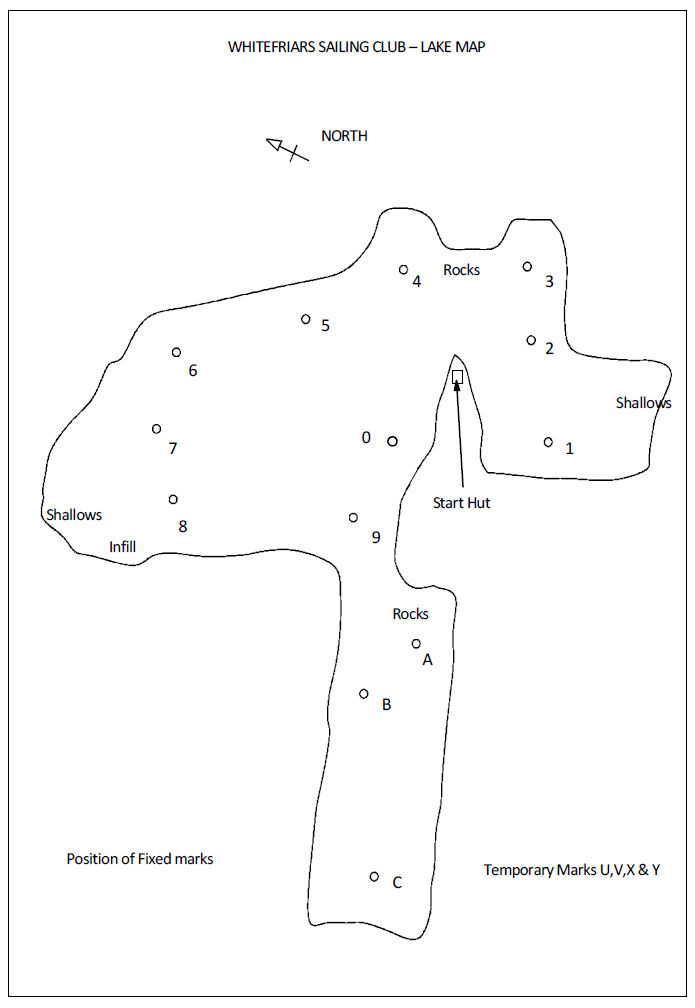 WHITEFRIARS SAILING CLUB – LAKE MAP
NORTH
4
Rocks
3
5
2
6
Shallows
0
1
7
Start Hut
Shallows
8
9
Infill
Rocks
A
B
Position of Fixed marks
Temporary Marks U,V,X & Y
C